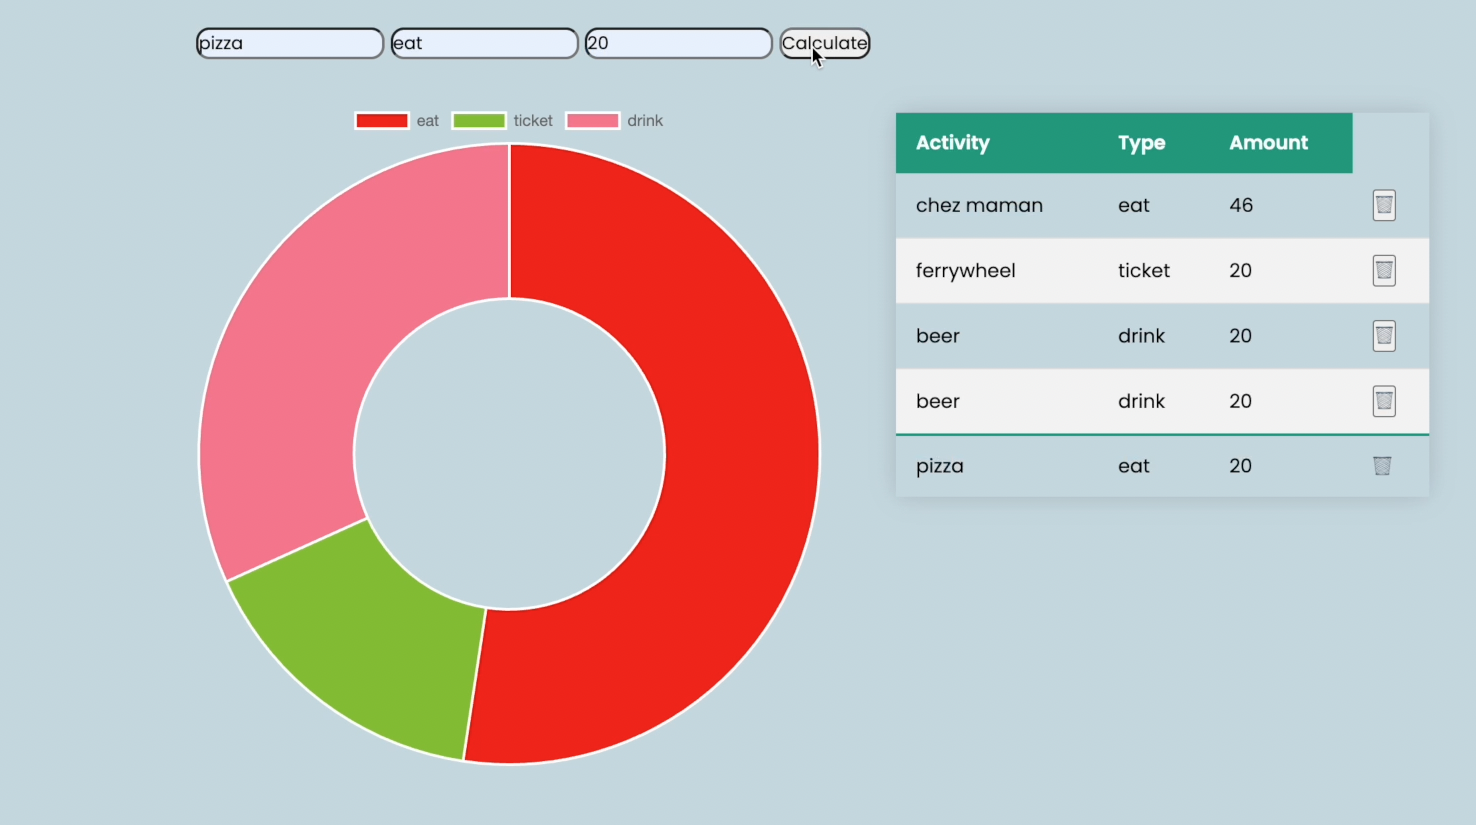 pizza eat 20 Calculate
eat ticket drink
Activity Type Amount
chez maman eat 46
ferrywheel ticket 20
beer drink 20
beer drink 20
pizza eat 20